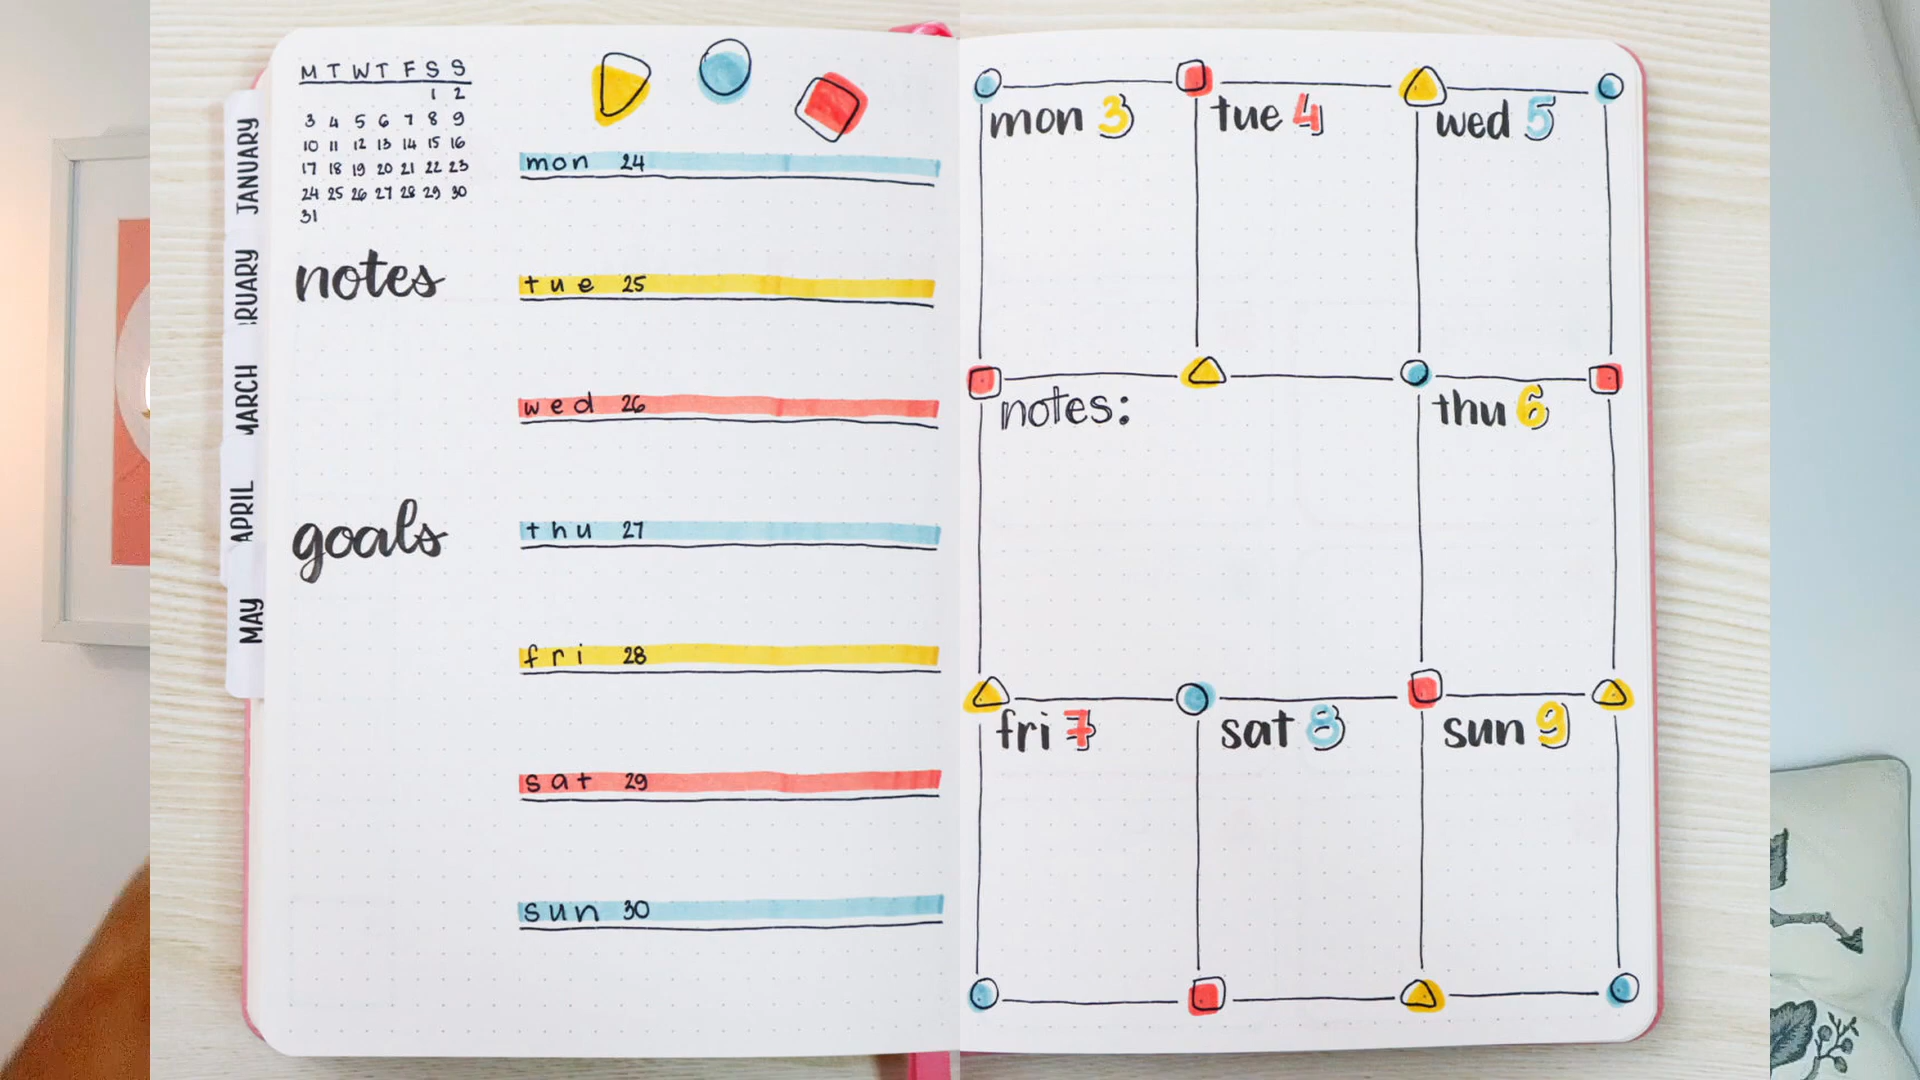 JANUARY
RUARY
MARCH
APRIL
MAY
M T W T F S S
1 2
3 4 5 6 7 8 9
10 11 12 13 14 15 16
17 18 19 20 21 22 23
24 25 26 27 28 29 30
31
notes
goals
mon 24
tue 25
wed 26
thu 27
fri 28
sat 29
sun 30
mon 3
tue 4
wed 5
notes:
thu 6
fri 7
sat 8
sun 9